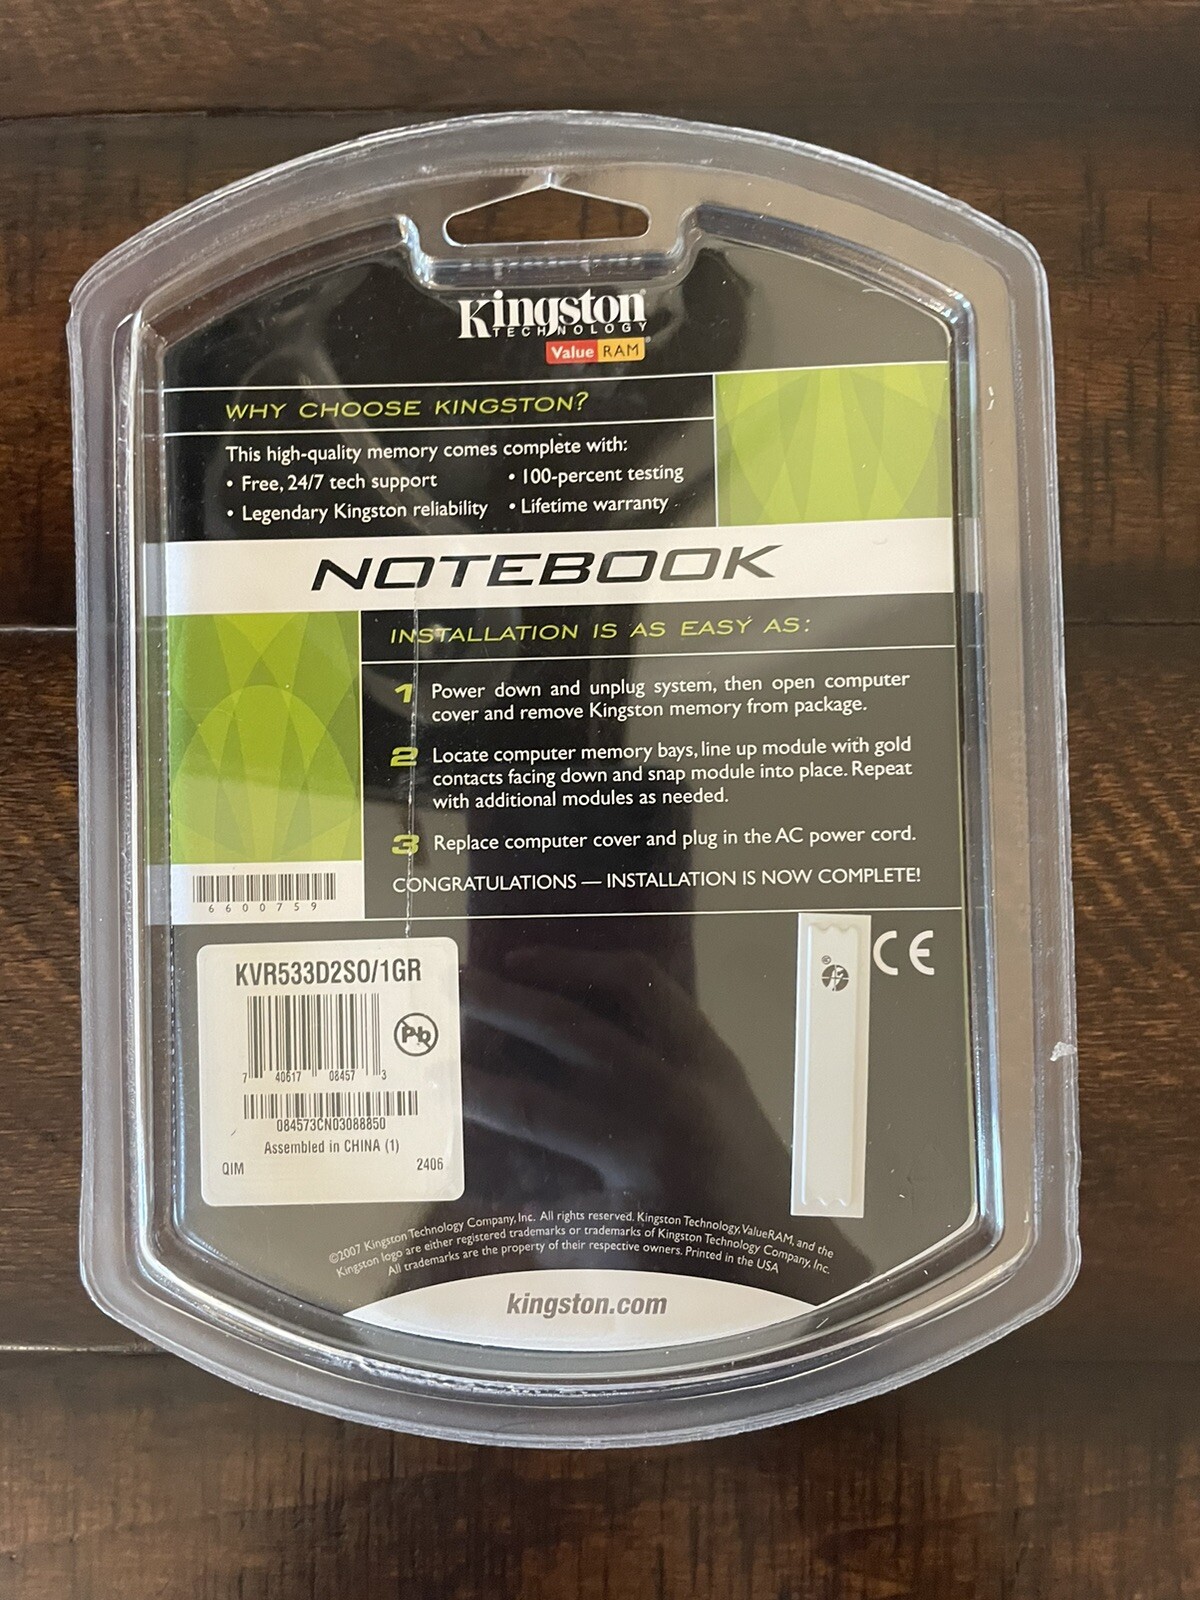 Kingston
TECHNOLOGY
Value RAM
WHY CHOOSE KINGSTON?
This high-quality memory comes complete with:
• Free, 24/7 tech support • 100-percent testing
• Legendary Kingston reliability • Lifetime warranty
NOTEBOOK
INSTALLATION IS AS EASY AS:
1 Power down and unplug system, then open computer
cover and remove Kingston memory from package.
2 Locate computer memory bays, line up module with gold
contacts facing down and snap module into place. Repeat
with additional modules as needed.
3 Replace computer cover and plug in the AC power cord.
CONGRATULATIONS — INSTALLATION IS NOW COMPLETE!
6600759
KVR533D2S0/1GR
Pb
7 40617 08457 3
084573CN03088850
Assembled in CHINA (1)
QIM 2406
®
CE
©2007 Kingston Technology Company, Inc. All rights reserved. Kingston Technology, ValueRAM, and the
Kingston logo are either registered trademarks or trademarks of Kingston Technology Company, Inc.
All trademarks are the property of their respective owners. Printed in the USA
kingston.com